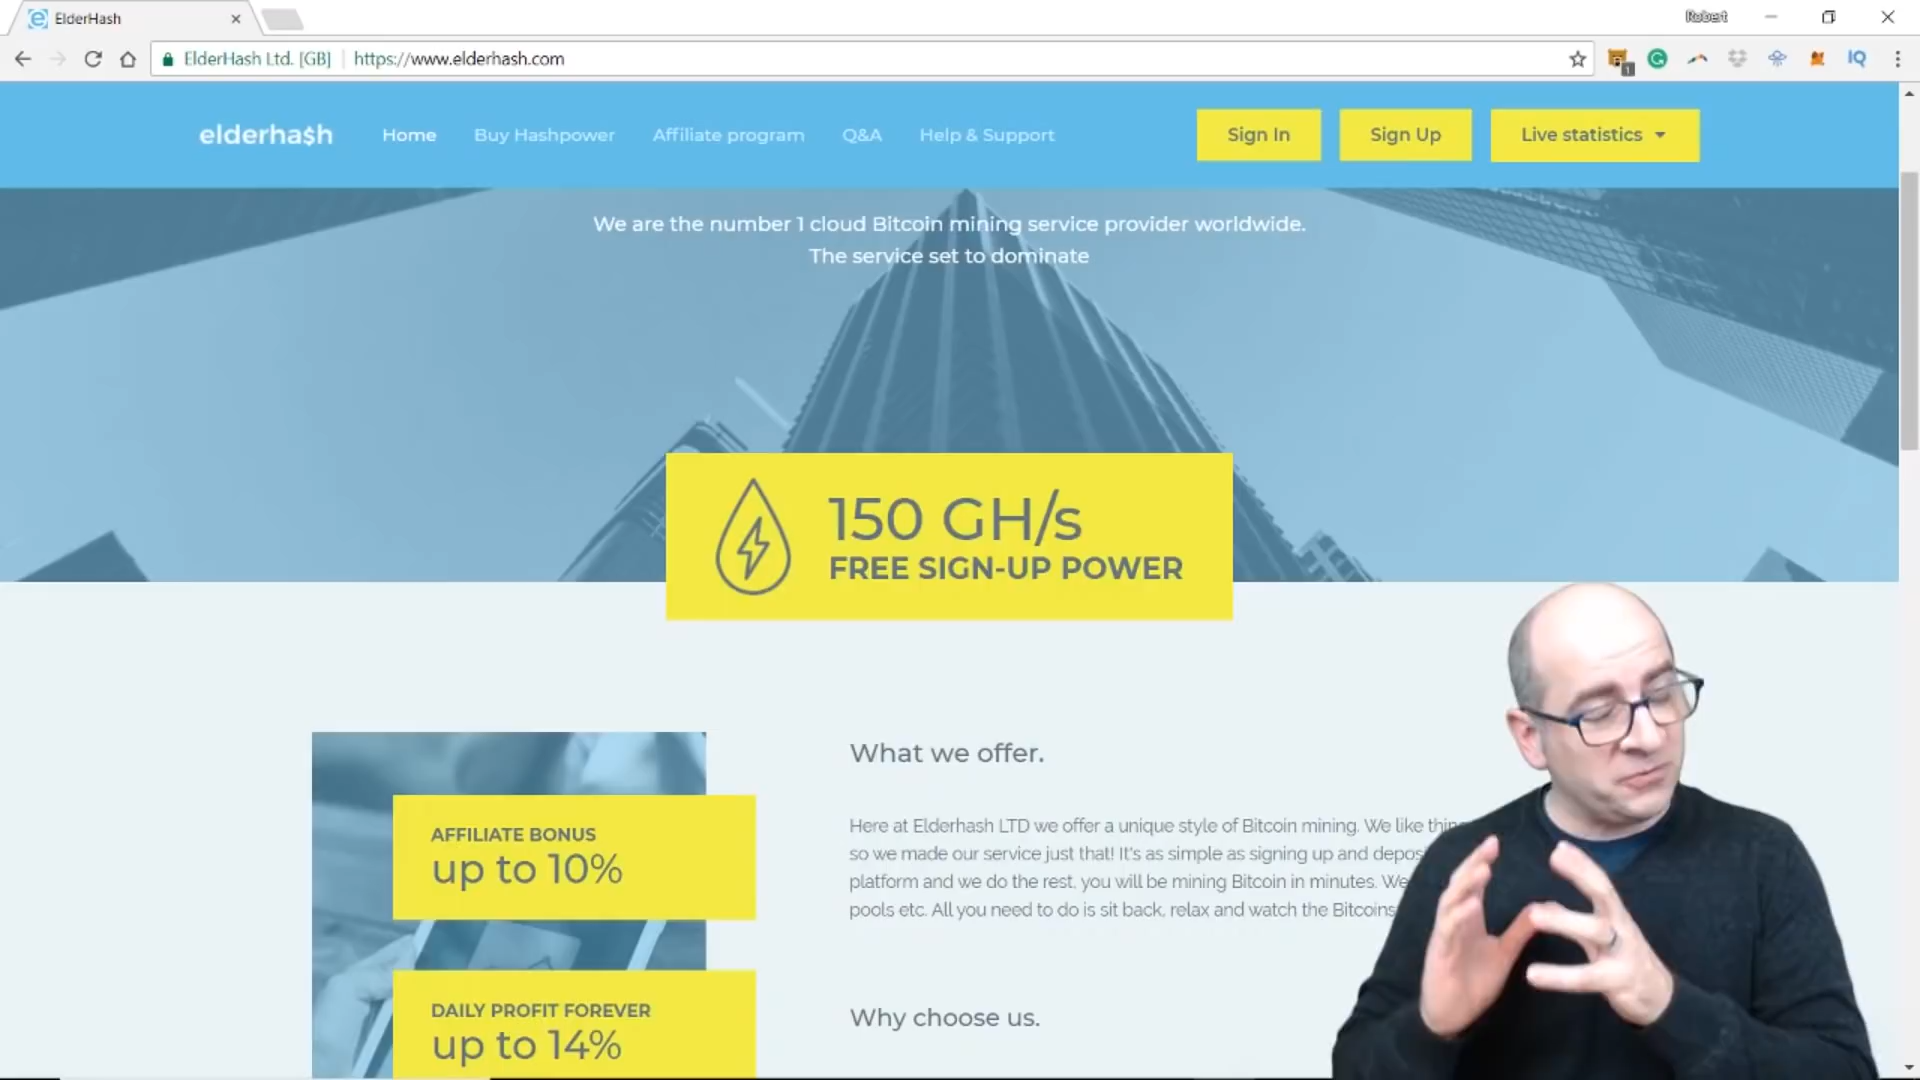 ElderHash
Robert
ElderHash Ltd. [GB]
https://www.elderhash.com
1
IQ
elderha$h
Home
Buy Hashpower
Affiliate program
Q&A
Help & Support
Sign In
Sign Up
Live statistics
We are the number 1 cloud Bitcoin mining service provider worldwide.
The service set to dominate
150 GH/s
FREE SIGN-UP POWER
AFFILIATE BONUS
up to 10%
DAILY PROFIT FOREVER
up to 14%
What we offer.
Here at Elderhash LTD we offer a unique style of Bitcoin mining. We like
so we made our service just that! It's as simple as signing up and
platform and we do the rest, you will be mining Bitcoin in minutes.
pools etc. All you need to do is sit back, relax and watch the Bitcoins
Why choose us.